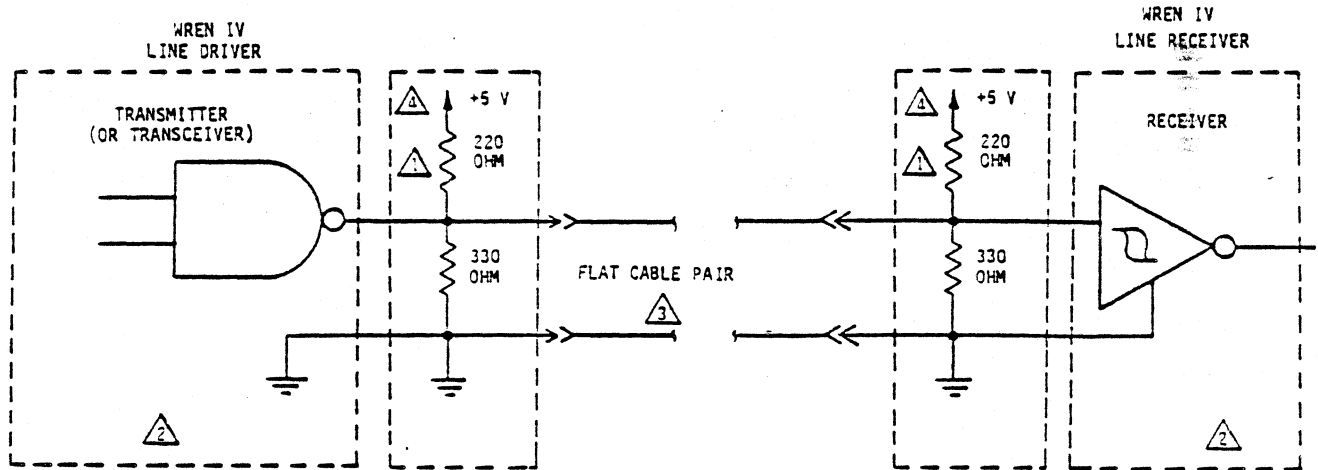 WREN IV
LINE DRIVER
WREN IV
LINE RECEIVER
TRANSMITTER
(OR TRANSCEIVER)
4
+5 V
1
220
OHM
330
OHM
2
FLAT CABLE PAIR
3
4
+5 V
1
220
OHM
330
OHM
RECEIVER
2